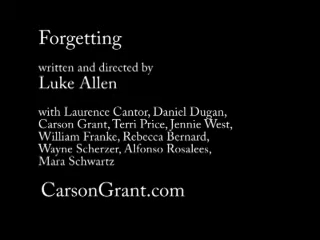 Forgetting
written and directed by
Luke Allen
with Laurence Cantor, Daniel Dugan,
Carson Grant, Terri Price, Jennie West,
William Franke, Rebecca Bernard,
Wayne Scherzer, Alfonso Rosalees,
Mara Schwartz
CarsonGrant.com